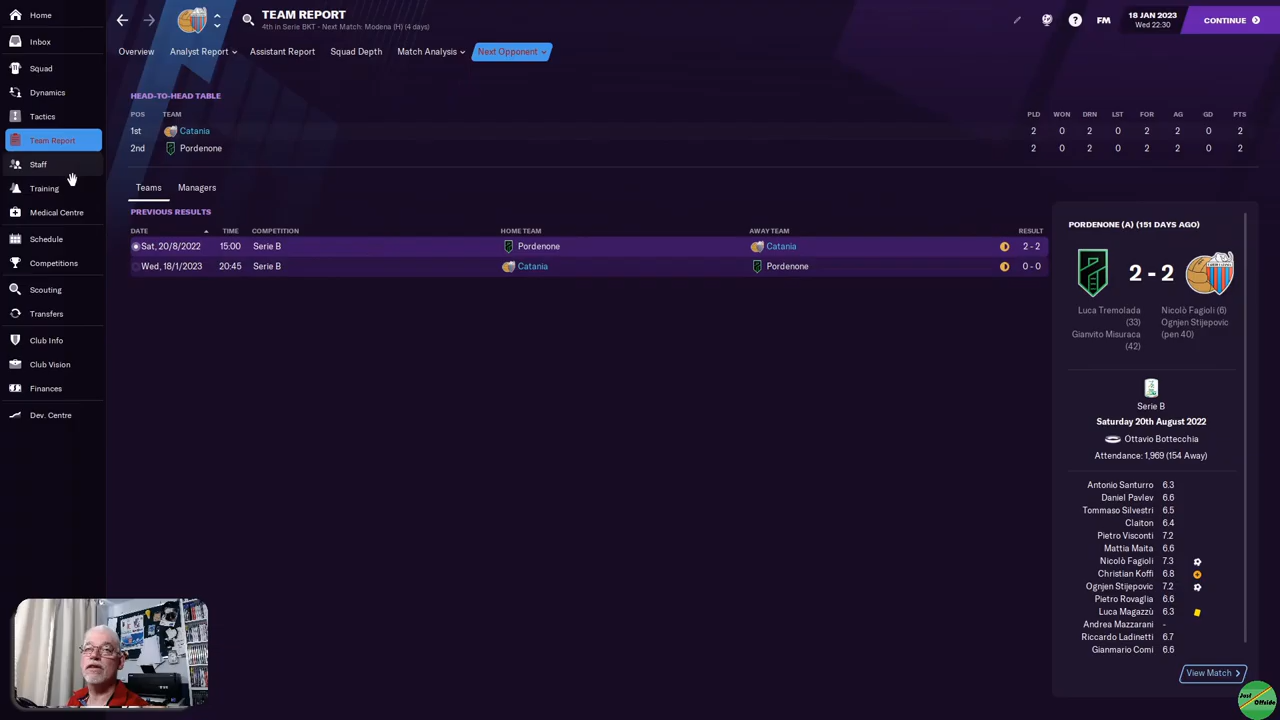 TEAM REPORT
4th in Serie BKT - Next Match: Modena (H) (4 days)
FM
18 JAN 2023
Wed 22:30
CONTINUE
Home
Inbox
Squad
Dynamics
Tactics
Team Report
Staff
Training
Medical Centre
Schedule
Competitions
Scouting
Transfers
Club Info
Club Vision
Finances
Dev. Centre
Overview Analyst Report Assistant Report Squad Depth Match Analysis Next Opponent
HEAD-TO-HEAD TABLE
POS TEAM PLD WON DRN LST FOR AG GD PTS
1st Catania 2 0 2 0 2 2 0 2
2nd Pordenone 2 0 2 0 2 2 0 2
Teams Managers
PREVIOUS RESULTS
DATE TIME COMPETITION HOME TEAM AWAY TEAM RESULT
Sat, 20/8/2022 15:00 Serie B Pordenone Catania 2 - 2
Wed, 18/1/2023 20:45 Serie B Catania Pordenone 0 - 0
PORDENONE (A) (151 DAYS AGO)
2 - 2
Luca Tremolada
(33)
Gianvito Misuraca
(42)
Nicolò Fagioli (6)
Ognjen Stijepovic
(pen 40)
Serie B
Saturday 20th August 2022
Ottavio Bottecchia
Attendance: 1,969 (154 Away)
Antonio Santurro 6.3
Daniel Pavlev 6.6
Tommaso Silvestri 6.5
Claiton 6.4
Pietro Visconti 7.2
Mattia Maita 6.6
Nicolò Fagioli 7.3
Christian Koffi 6.8
Ognjen Stijepovic 7.2
Pietro Rovaglia 6.6
Luca Magazzù 6.3
Andrea Mazzarani -
Riccardo Ladinetti 6.7
Gianmario Comi 6.6
View Match
Just
Offside